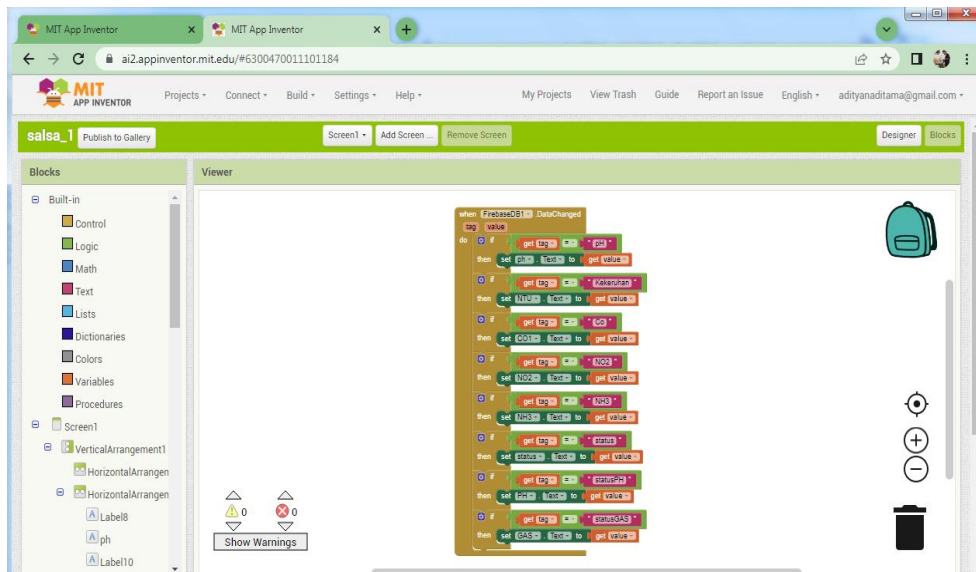 MIT App Inventor
MIT App Inventor
ai2.appinventor.mit.edu/#6300470011101184
MIT
APP INVENTOR
Projects
Connect
Build
Settings
Help
My Projects
View Trash
Guide
Report an Issue
English
adityanaditama@gmail.com
salsa_1
Publish to Gallery
Screen1
Add Screen ...
Remove Screen
Designer
Blocks
Blocks
Viewer
Built-in
Control
Logic
Math
Text
Lists
Dictionaries
Colors
Variables
Procedures
Screen1
VerticalArrangement1
HorizontalArrangen
HorizontalArrangen
Label8
ph
Label10
when FirebaseDB1 .DataChanged
tag value
do if get tag = " pH "
then set ph . Text to get value
if get tag = " Kekeruhan "
then set NTU . Text to get value
if get tag = " CO "
then set CO1 . Text to get value
if get tag = " NO2 "
then set NO2 . Text to get value
if get tag = " NH3 "
then set NH3 . Text to get value
if get tag = " status "
then set status . Text to get value
if get tag = " statusPH "
then set PH . Text to get value
if get tag = " statusGAS "
then set GAS . Text to get value
0 0
Show Warnings